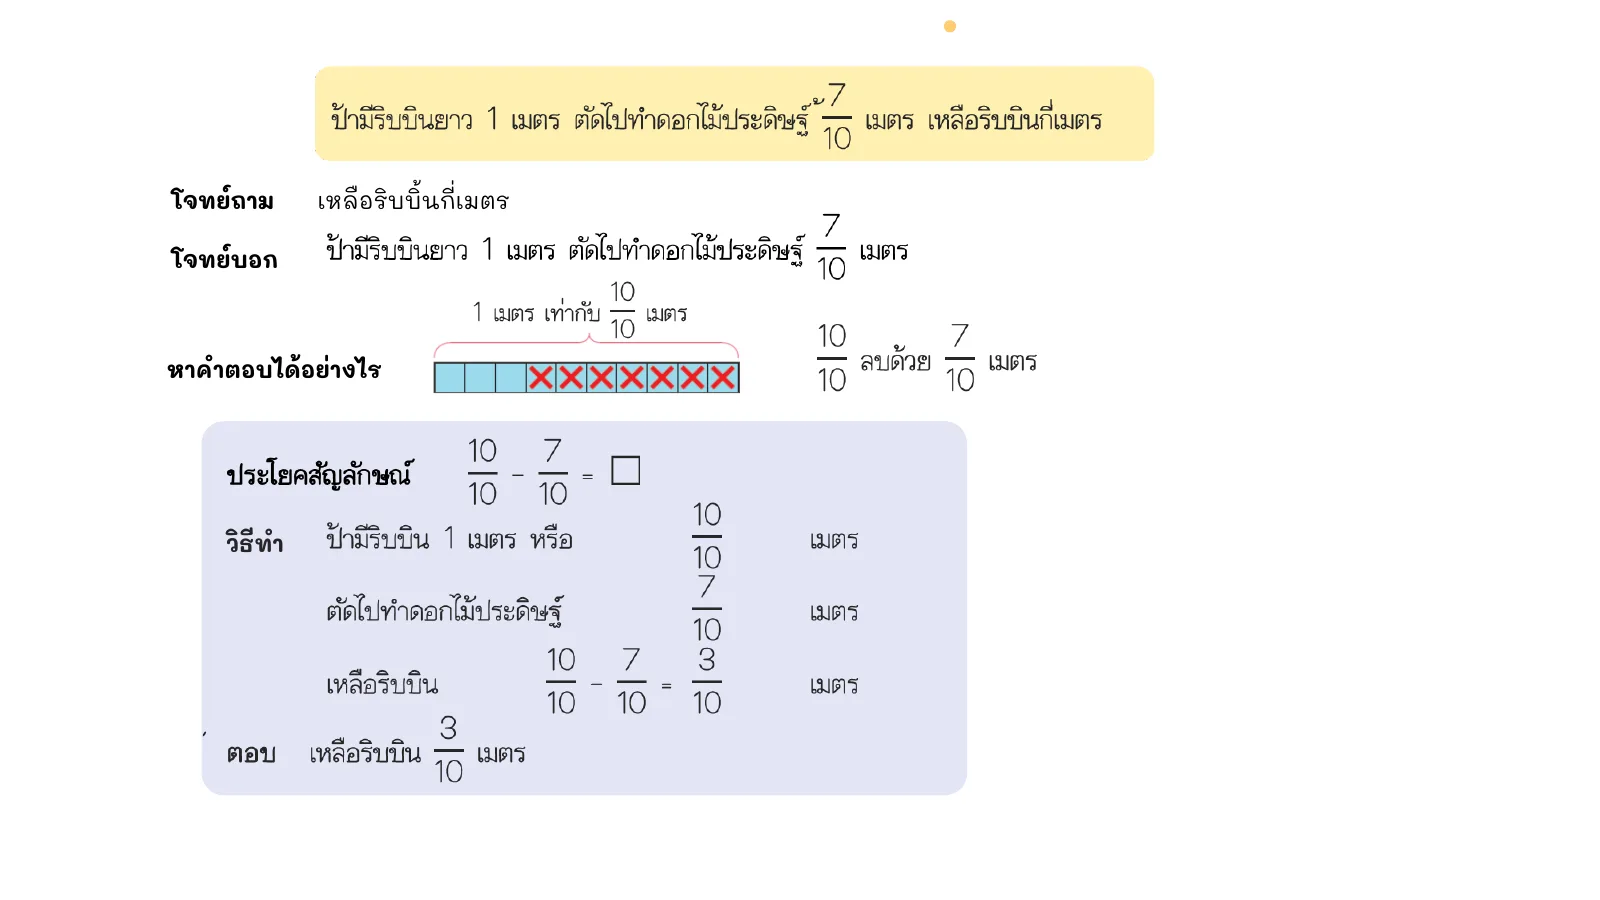 ป้ามีริบบินยาว 1 เมตร ตัดไปทำดอกไม้ประดิษฐ์ 7/10 เมตร เหลือริบบินกี่เมตร
โจทย์ถาม เหลือริบบิ้นกี่เมตร
โจทย์บอก ป้ามีริบบินยาว 1 เมตร ตัดไปทำดอกไม้ประดิษฐ์ 7/10 เมตร
1 เมตร เท่ากับ 10/10 เมตร
หาคำตอบได้อย่างไร
10/10 ลบด้วย 7/10 เมตร
ประโยคสัญลักษณ์ 10/10 - 7/10 = □
วิธีทำ ป้ามีริบบิน 1 เมตร หรือ 10/10 เมตร
ตัดไปทำดอกไม้ประดิษฐ์ 7/10 เมตร
เหลือริบบิน 10/10 - 7/10 = 3/10 เมตร
ตอบ เหลือริบบิน 3/10 เมตร